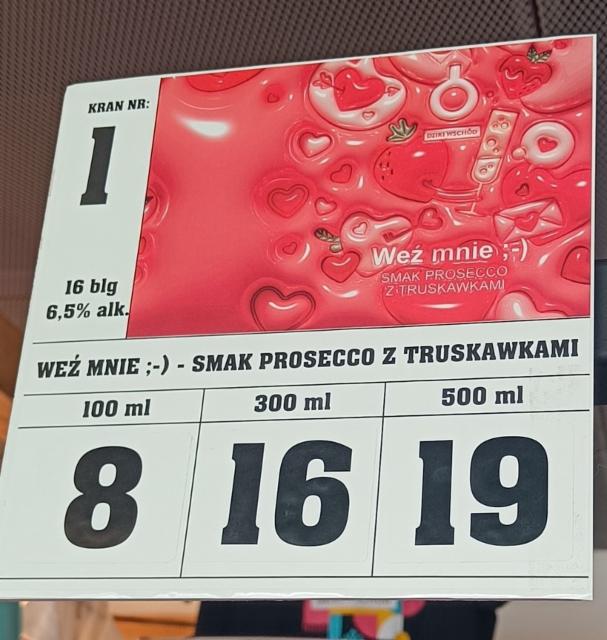 KRAN NR:
1
16 blg
6,5% alk.
DZIKI WSCHÓD
Weź mnie ;-)
SMAK PROSECCO
Z TRUSKAWKAMI
WEŹ MNIE ;-) - SMAK PROSECCO Z TRUSKAWKAMI
100 ml 300 ml 500 ml
8 16 19